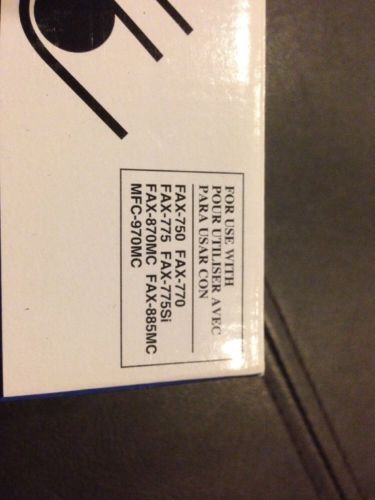 FOR USE WITH
POUR UTILISER AVEC
PARA USAR CON
FAX-750 FAX-770
FAX-775 FAX-775Si
FAX-870MC FAX-885MC
MFC-970MC